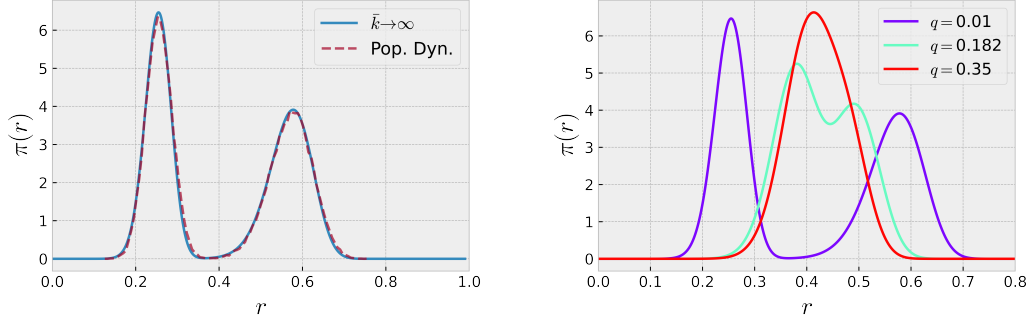 π(r)
6
5
4
3
2
1
0
0.0 0.2 0.4 0.6 0.8 1.0
r
k̄→∞
Pop. Dyn.
π(r)
6
5
4
3
2
1
0
0.0 0.1 0.2 0.3 0.4 0.5 0.6 0.7 0.8
r
q = 0.01
q = 0.182
q = 0.35